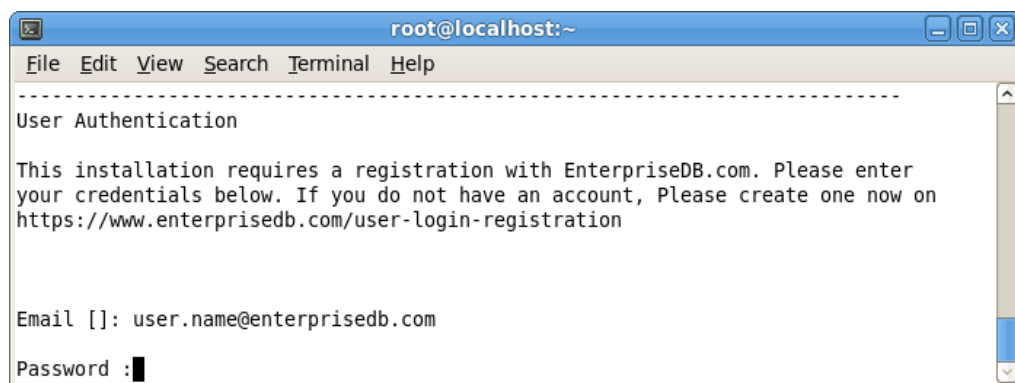 root@localhost:~
File Edit View Search Terminal Help
-----------------------------------------------------------------------------
User Authentication
This installation requires a registration with EnterpriseDB.com. Please enter
your credentials below. If you do not have an account, Please create one now on
https://www.enterprisedb.com/user-login-registration
Email []: user.name@enterprisedb.com
Password :